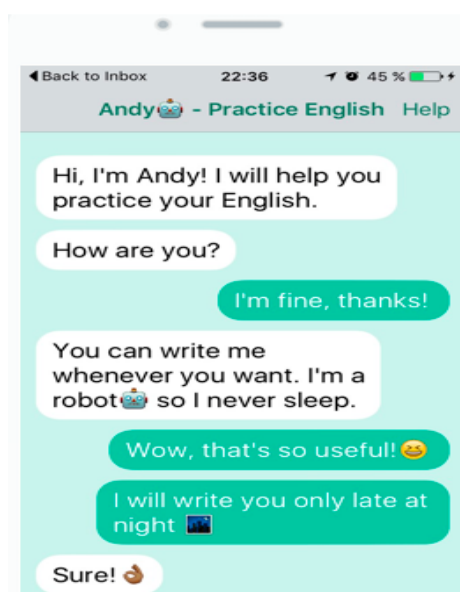 Back to Inbox 22:36 45 %
Andy🤖 - Practice English Help
Hi, I'm Andy! I will help you
practice your English.
How are you?
I'm fine, thanks!
You can write me
whenever you want. I'm a
robot🤖 so I never sleep.
Wow, that's so useful!😆
I will write you only late at
night 🌃
Sure! 👌🏽